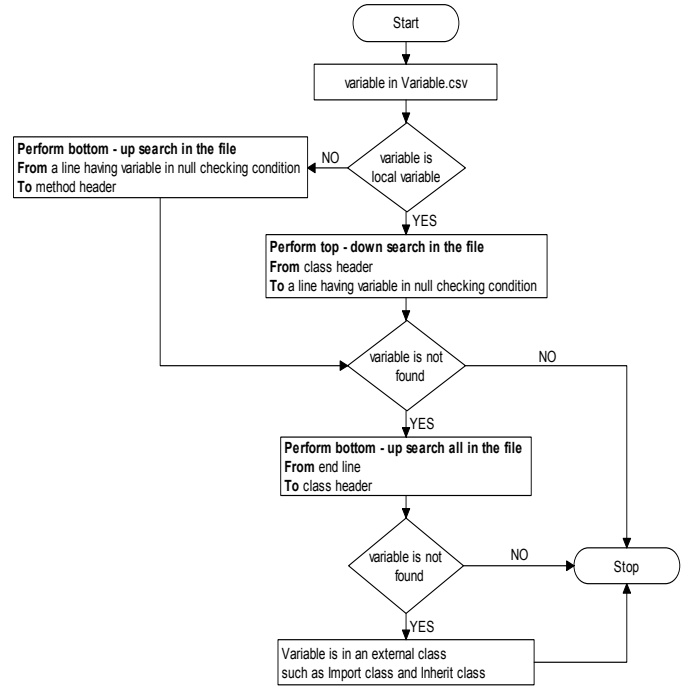 Start
variable in Variable.csv
variable is
local variable
NO
Perform bottom - up search in the file
From a line having variable in null checking condition
To method header
YES
Perform top - down search in the file
From class header
To a line having variable in null checking condition
variable is not
found
NO
YES
Perform bottom - up search all in the file
From end line
To class header
variable is not
found
NO
Stop
YES
Variable is in an external class
such as Import class and Inherit class